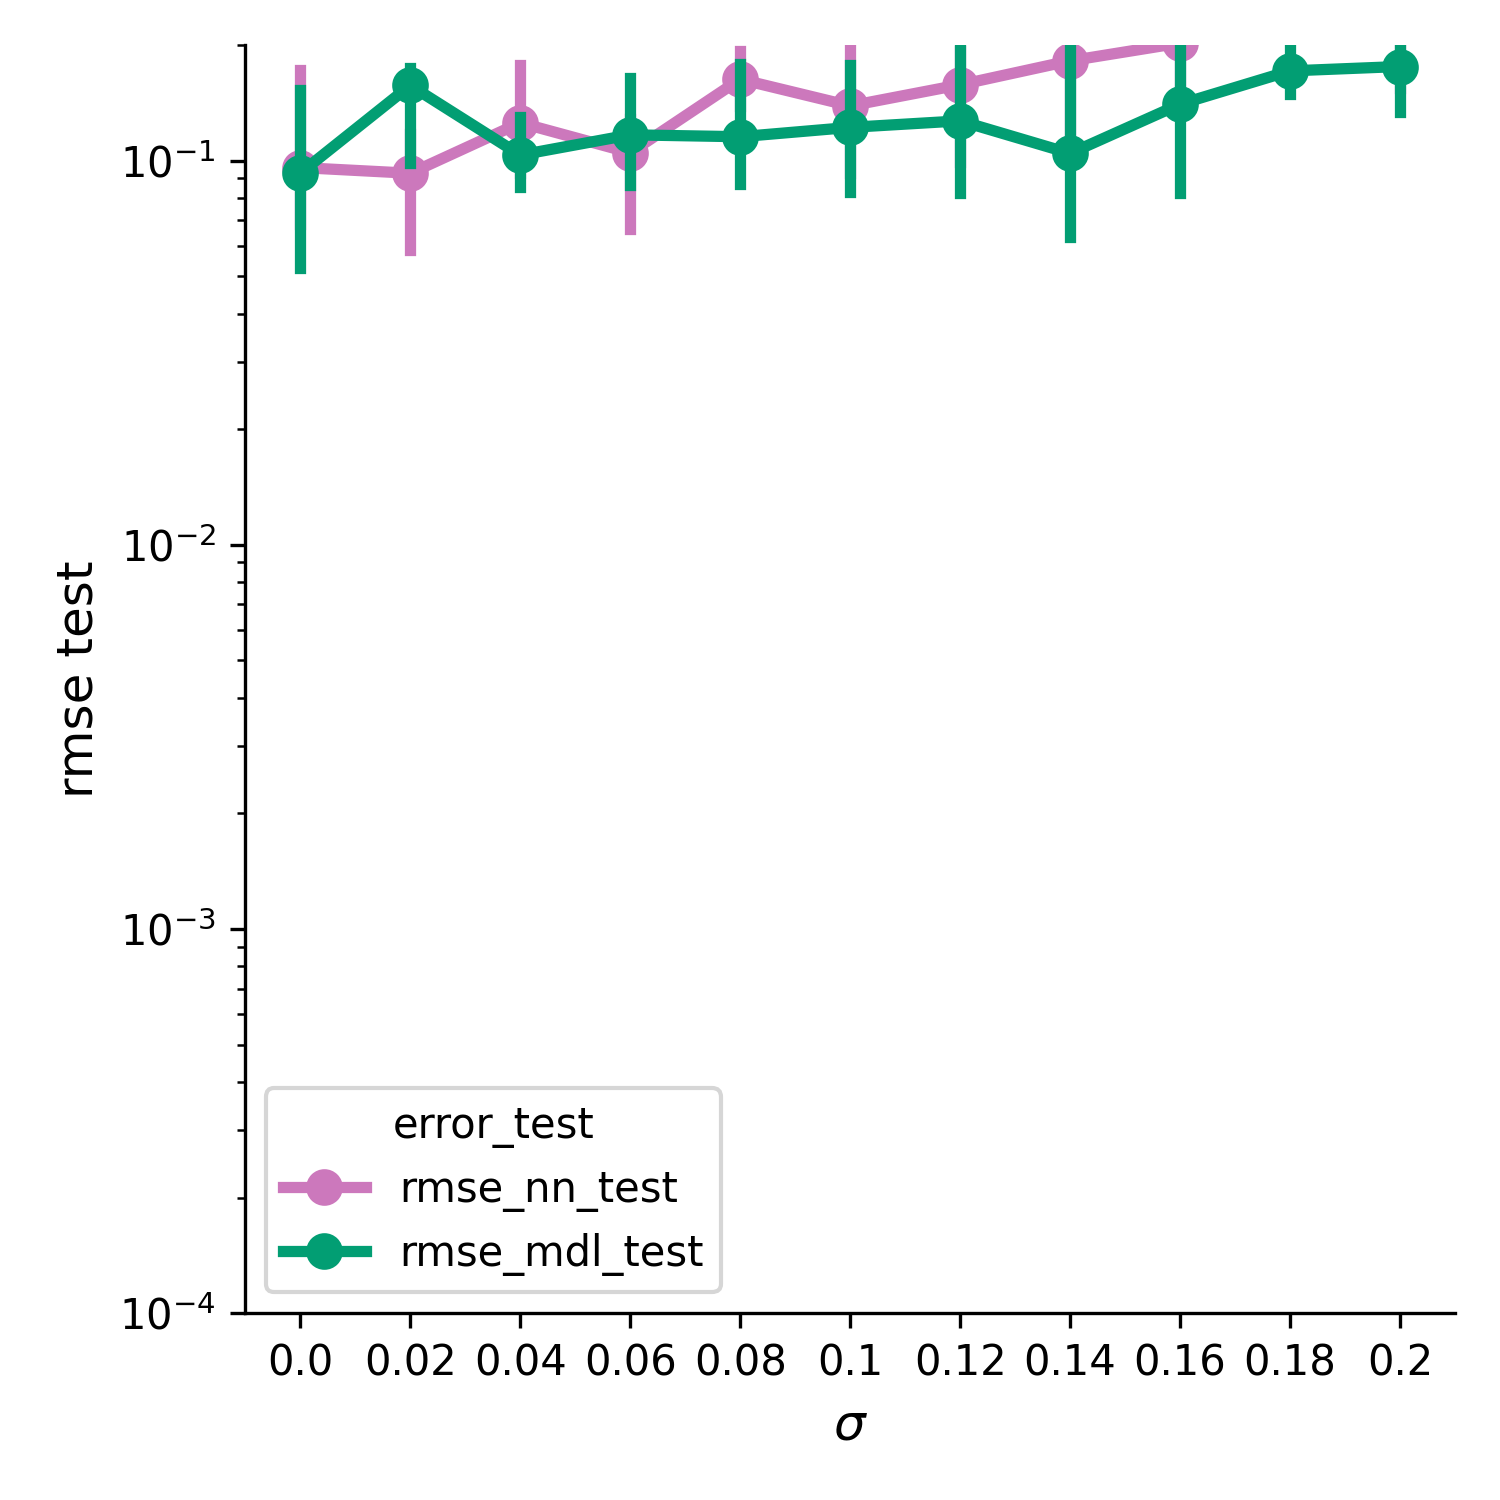 rmse test
10⁻¹
10⁻²
10⁻³
10⁻⁴
error_test
rmse_nn_test
rmse_mdl_test
0.0 0.02 0.04 0.06 0.08 0.1 0.12 0.14 0.16 0.18 0.2
σ